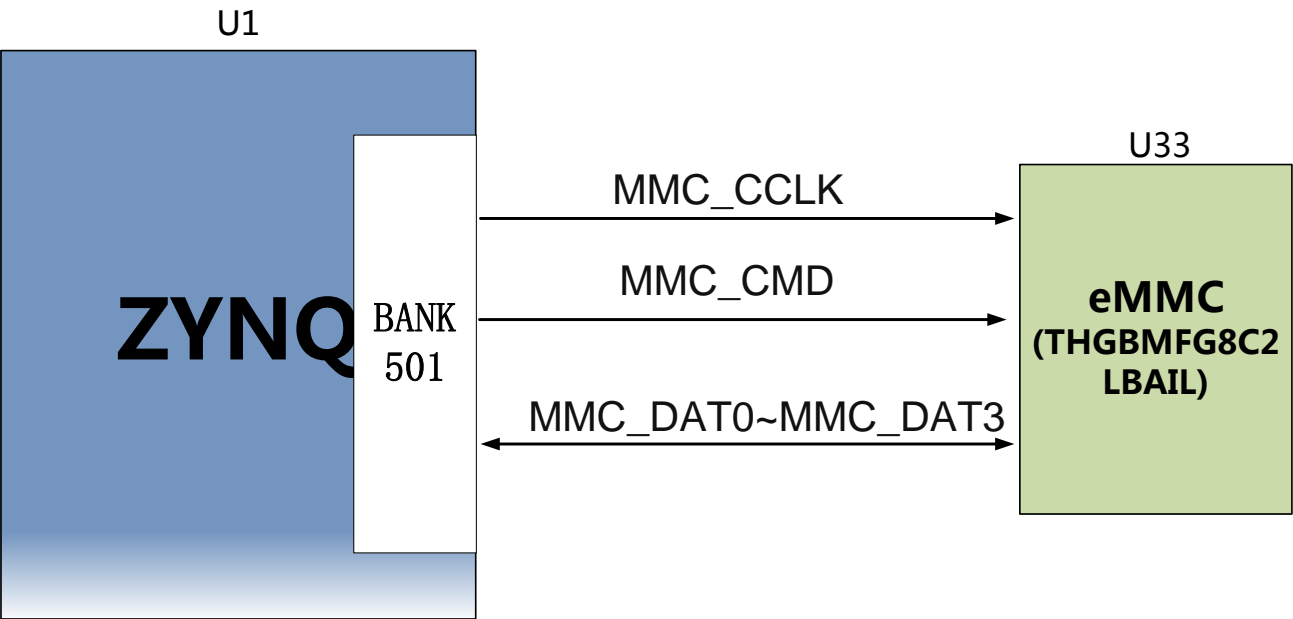 U1
U33
MMC_CCLK
MMC_CMD
ZYNQ
BANK
501
eMMC
(THGBMFG8C2
LBAIL)
MMC_DAT0~MMC_DAT3